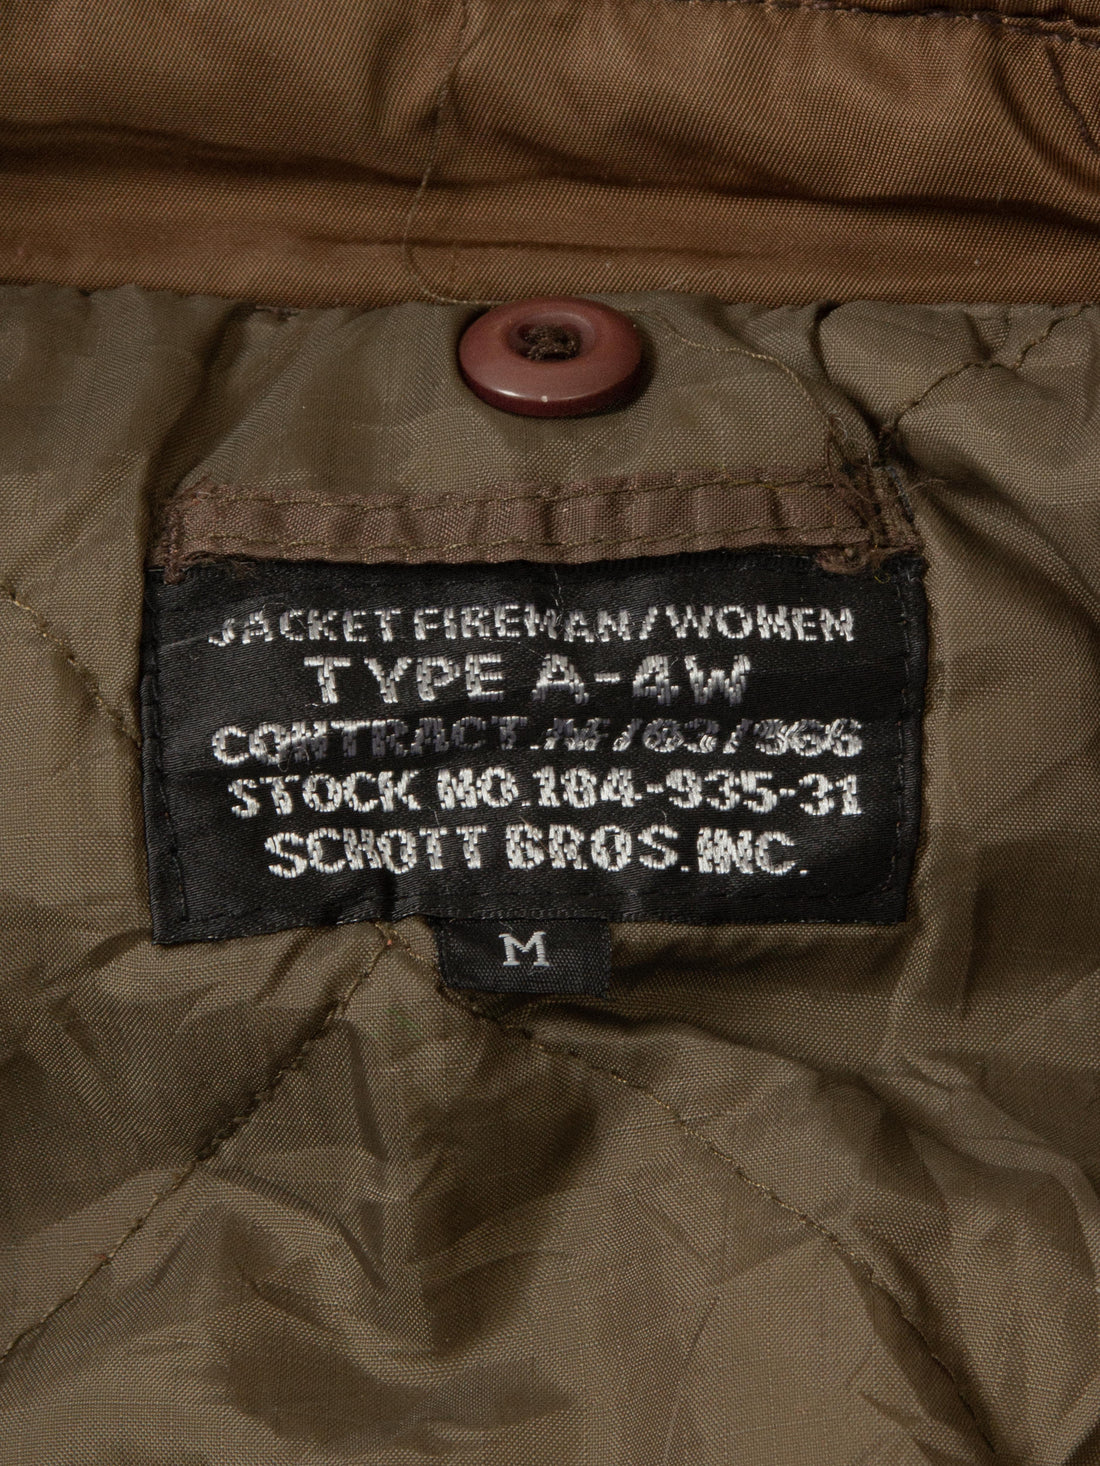 JACKET FIREMAN/WOMEN
TYPE A-4W
CONTRACT.AF/63/366
STOCK NO.184-935-31
SCHOTT BROS.INC.
M